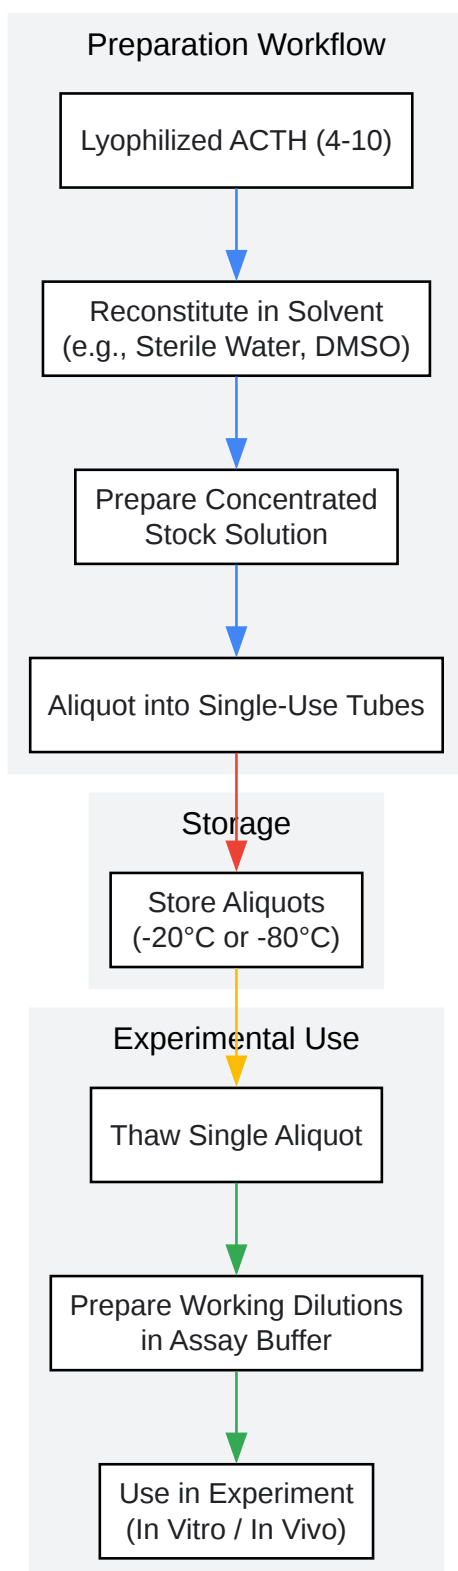 Preparation Workflow
Lyophilized ACTH (4-10)
Reconstitute in Solvent
(e.g., Sterile Water, DMSO)
Prepare Concentrated
Stock Solution
Aliquot into Single-Use Tubes
Storage
Store Aliquots
(-20°C or -80°C)
Experimental Use
Thaw Single Aliquot
Prepare Working Dilutions
in Assay Buffer
Use in Experiment
(In Vitro / In Vivo)